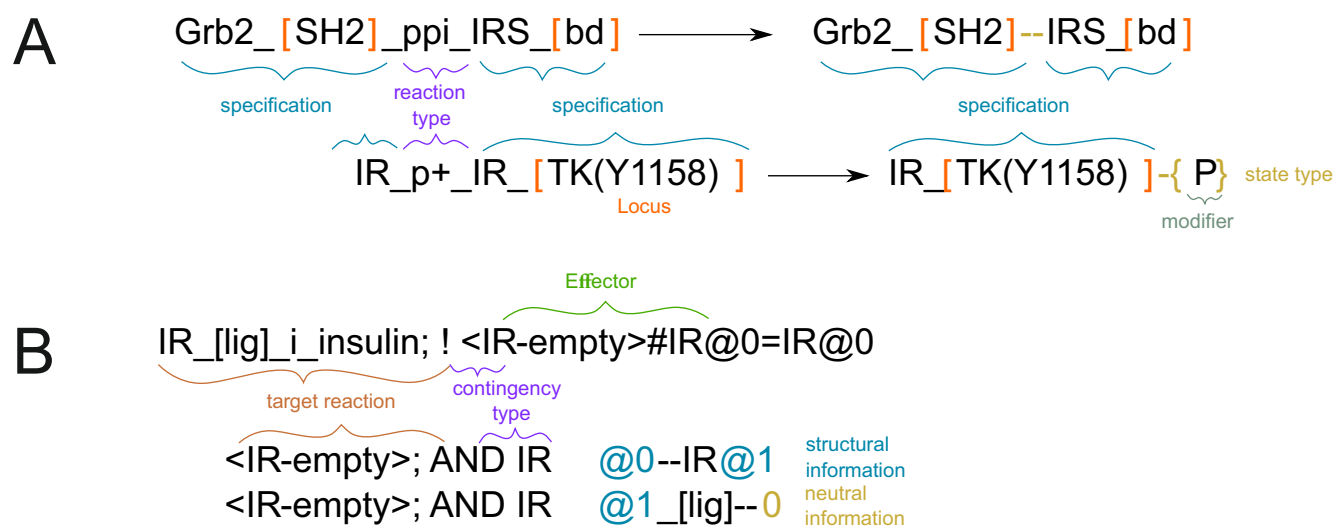 A
Grb2_[SH2]_ppi_IRS_[bd] Grb2_[SH2]--IRS_[bd]
specification reaction type specification specification
IR_p+_IR_[TK(Y1158) ] IR_[TK(Y1158) ]-{ P} state type
Locus modifier
Effector
B
IR_[lig]_i_insulin; ! <IR-empty>#IR@0=IR@0
target reaction contingency type
<IR-empty>; AND IR @0--IR@1 structural information
<IR-empty>; AND IR @1_[lig]--0 neutral information